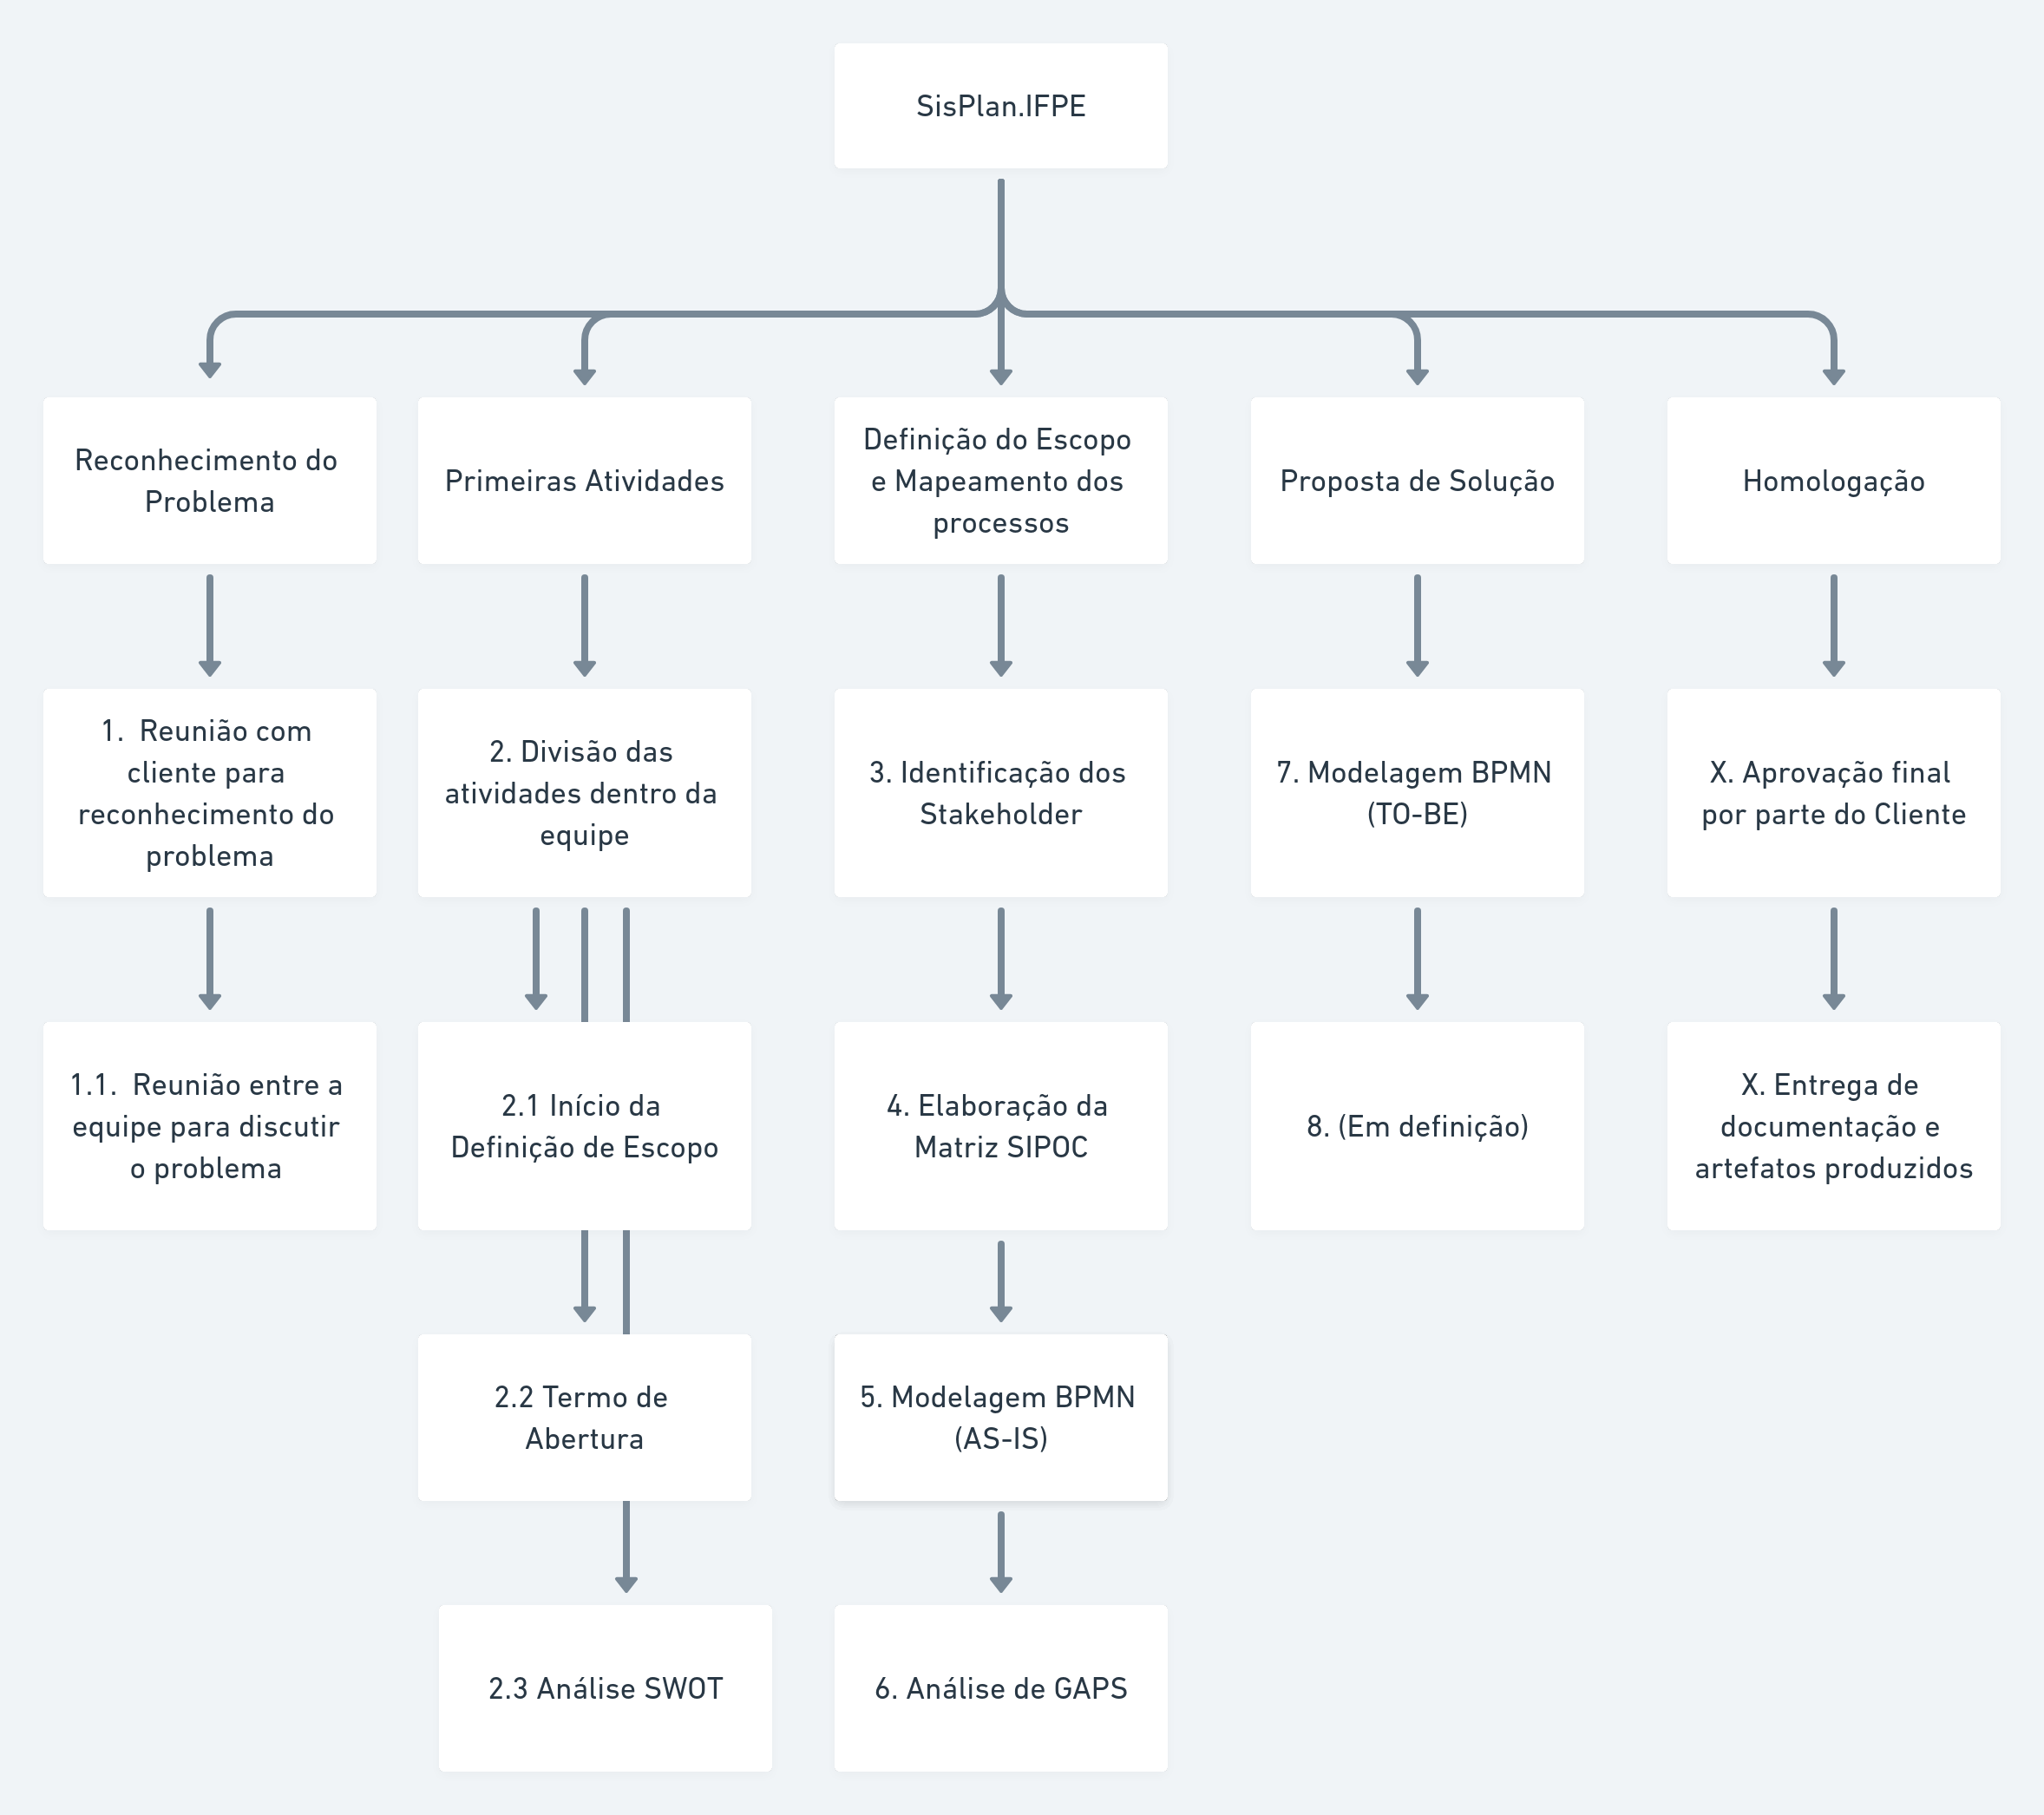 SisPlan.IFPE
Reconhecimento do
Problema
Primeiras Atividades
Definição do Escopo
e Mapeamento dos
processos
Proposta de Solução
Homologação
1.  Reunião com
cliente para
reconhecimento do
problema
2. Divisão das
atividades dentro da
equipe
3. Identificação dos
Stakeholder
7. Modelagem BPMN
(TO-BE)
X. Aprovação final
por parte do Cliente
1.1.  Reunião entre a
equipe para discutir
o problema
2.1 Início da
Definição de Escopo
4. Elaboração da
Matriz SIPOC
8. (Em definição)
X. Entrega de
documentação e
artefatos produzidos
2.2 Termo de
Abertura
5. Modelagem BPMN
(AS-IS)
2.3 Análise SWOT
6. Análise de GAPS